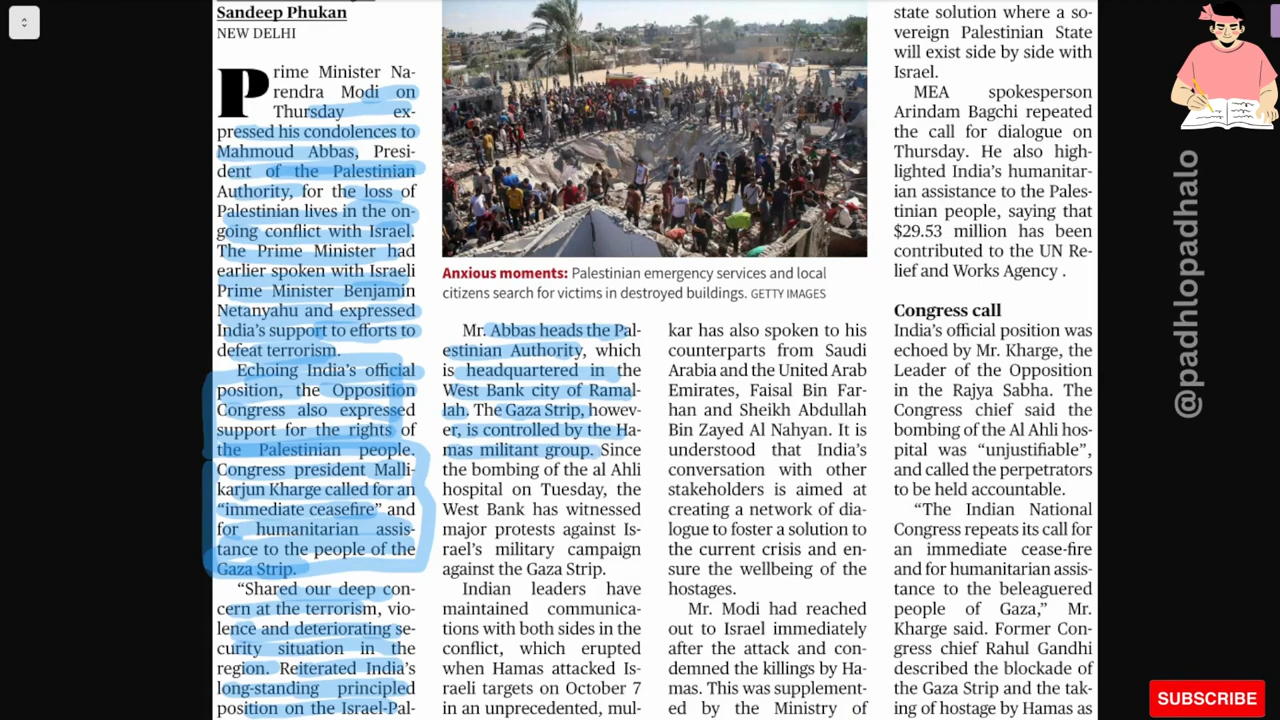 Sandeep Phukan
NEW DELHI
Prime Minister Na-
rendra Modi on
Thursday ex-
pressed his condolences to
Mahmoud Abbas, Presi-
dent of the Palestinian
Authority, for the loss of
Palestinian lives in the on-
going conflict with Israel.
The Prime Minister had
earlier spoken with Israeli
Prime Minister Benjamin
Netanyahu and expressed
India's support to efforts to
defeat terrorism.
Echoing India's official
position, the Opposition
Congress also expressed
support for the rights of
the Palestinian people.
Congress president Malli-
karjun Kharge called for an
"immediate ceasefire" and
for humanitarian assis-
tance to the people of the
Gaza Strip.
"Shared our deep con-
cern at the terrorism, vio-
lence and deteriorating se-
curity situation in the
region. Reiterated India's
long-standing principled
position on the Israel-Pal-
Anxious moments: Palestinian emergency services and local
citizens search for victims in destroyed buildings. GETTY IMAGES
Mr. Abbas heads the Pal-
estinian Authority, which
is headquartered in the
West Bank city of Ramal-
lah. The Gaza Strip, howev-
er, is controlled by the Ha-
mas militant group. Since
the bombing of the al Ahli
hospital on Tuesday, the
West Bank has witnessed
major protests against Is-
rael's military campaign
against the Gaza Strip.
Indian leaders have
maintained communica-
tions with both sides in the
conflict, which erupted
when Hamas attacked Is-
raeli targets on October 7
in an unprecedented, mul-
kar has also spoken to his
counterparts from Saudi
Arabia and the United Arab
Emirates, Faisal Bin Far-
han and Sheikh Abdullah
Bin Zayed Al Nahyan. It is
understood that India's
conversation with other
stakeholders is aimed at
creating a network of dia-
logue to foster a solution to
the current crisis and en-
sure the wellbeing of the
hostages.
Mr. Modi had reached
out to Israel immediately
after the attack and con-
demned the killings by Ha-
mas. This was supplement-
ed by the Ministry of
state solution where a so-
vereign Palestinian State
will exist side by side with
Israel.
MEA spokesperson
Arindam Bagchi repeated
the call for dialogue on
Thursday. He also high-
lighted India's humanitar-
ian assistance to the Pales-
tinian people, saying that
$29.53 million has been
contributed to the UN Re-
lief and Works Agency .
Congress call
India's official position was
echoed by Mr. Kharge, the
Leader of the Opposition
in the Rajya Sabha. The
Congress chief said the
bombing of the Al Ahli hos-
pital was "unjustifiable",
and called the perpetrators
to be held accountable.
"The Indian National
Congress repeats its call for
an immediate cease-fire
and for humanitarian assis-
tance to the beleaguered
people of Gaza," Mr.
Kharge said. Former Con-
gress chief Rahul Gandhi
described the blockade of
the Gaza Strip and the tak-
ing of hostage by Hamas as
@padhlopadhalo
SUBSCRIBE